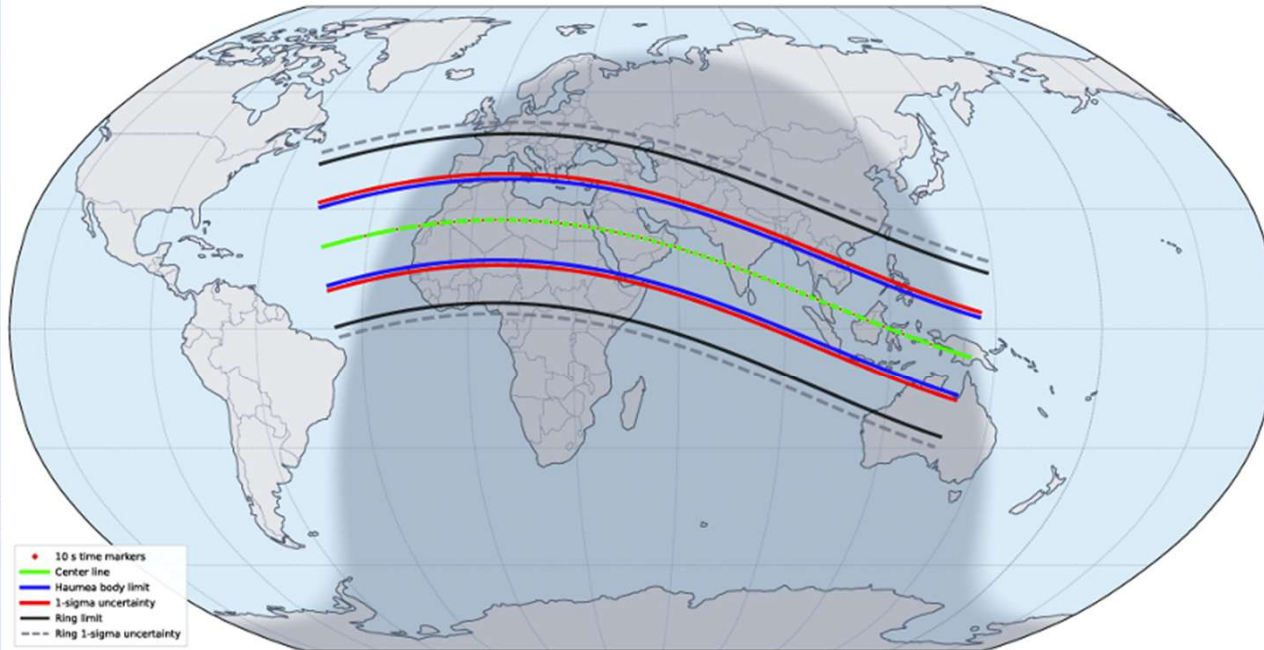 10 s time markers
Center line
Haumea body limit
1-sigma uncertainty
Ring limit
Ring 1-sigma uncertainty